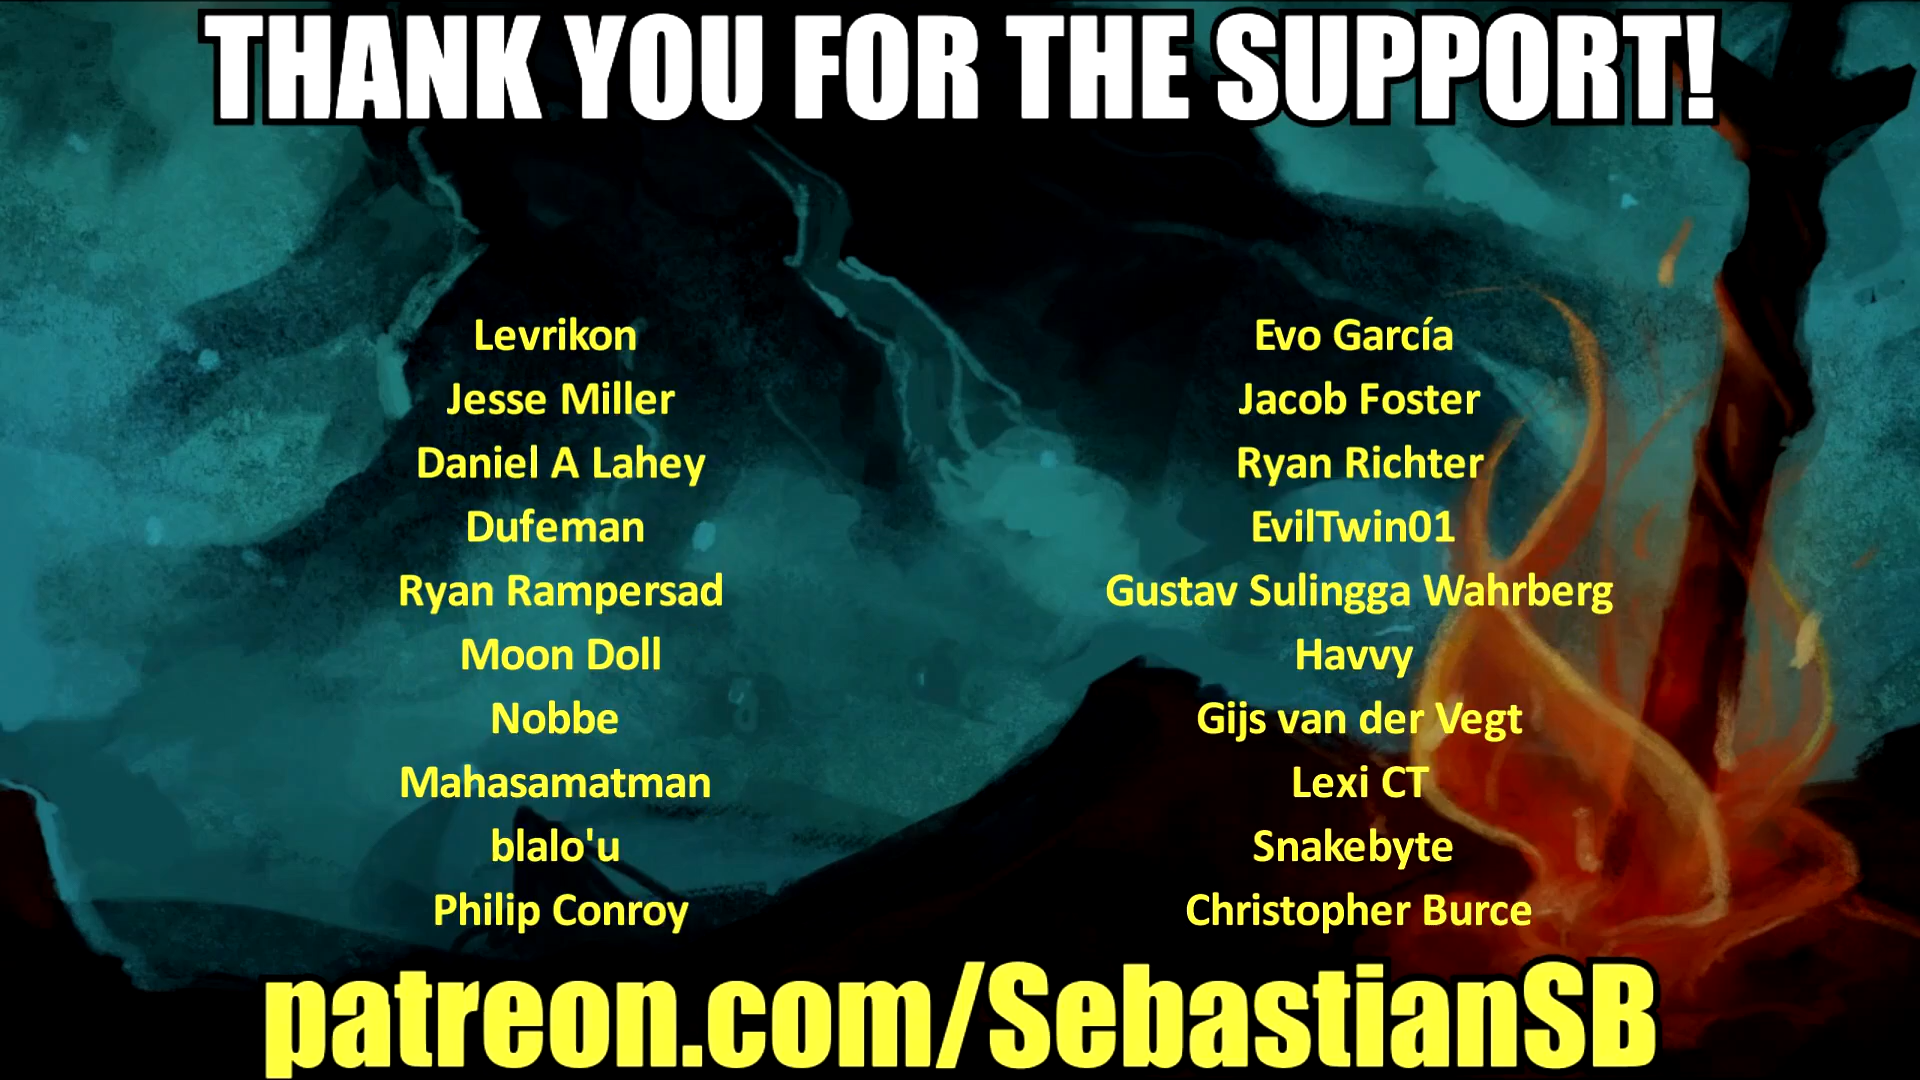 THANK YOU FOR THE SUPPORT!
Levrikon
Jesse Miller
Daniel A Lahey
Dufeman
Ryan Rampersad
Moon Doll
Nobbe
Mahasamatman
blalo'u
Philip Conroy
Evo García
Jacob Foster
Ryan Richter
EvilTwin01
Gustav Sulingga Wahrberg
Havvy
Gijs van der Vegt
Lexi CT
Snakebyte
Christopher Burce
patreon.com/SebastianSB